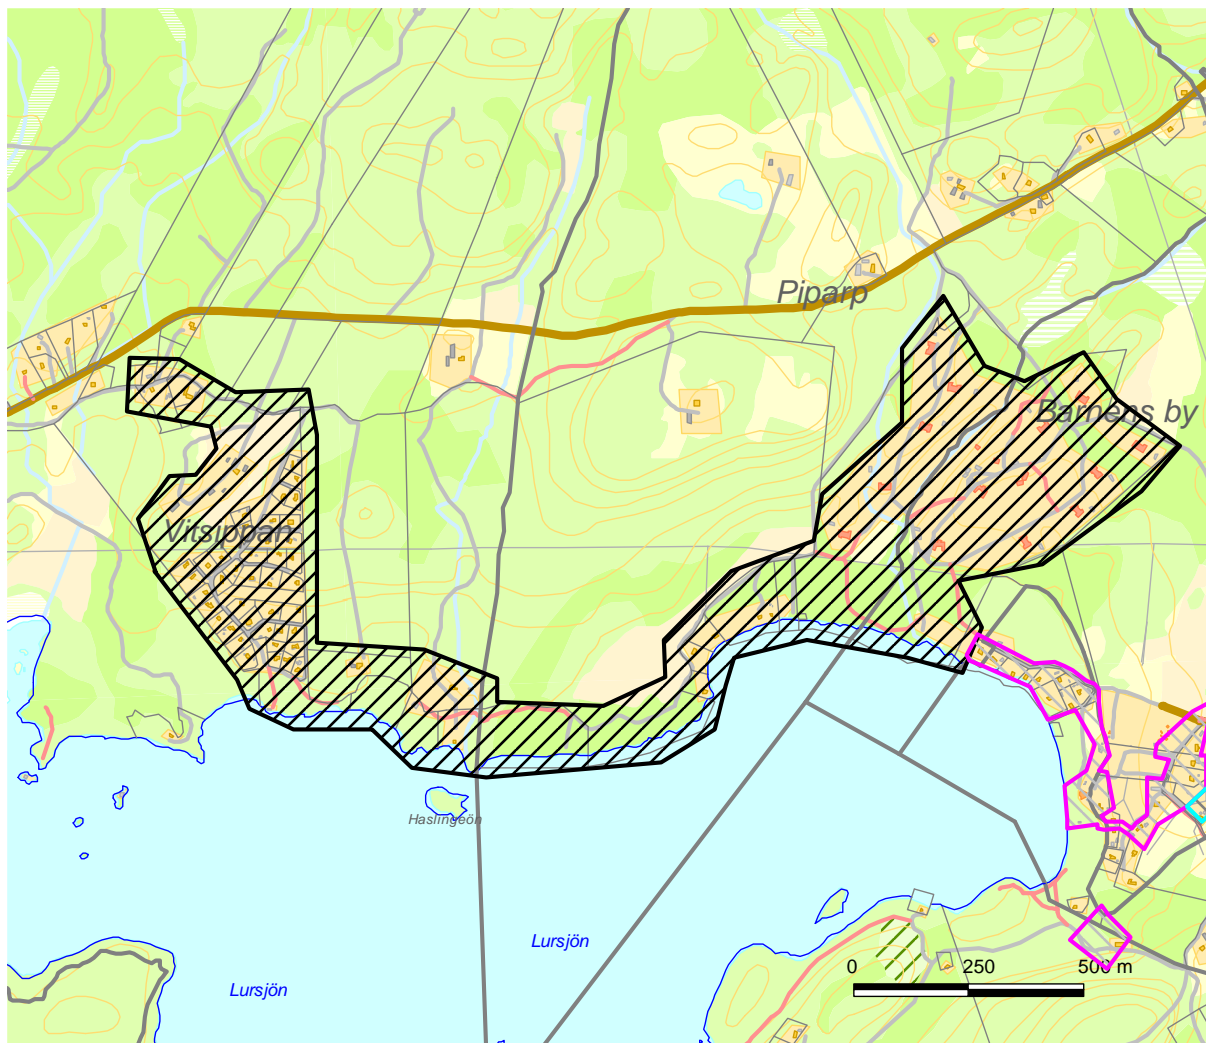 Piparp
Barnens by
Vitsippan
Haslingeön
Lursjön
Lursjön
0 250 500 m